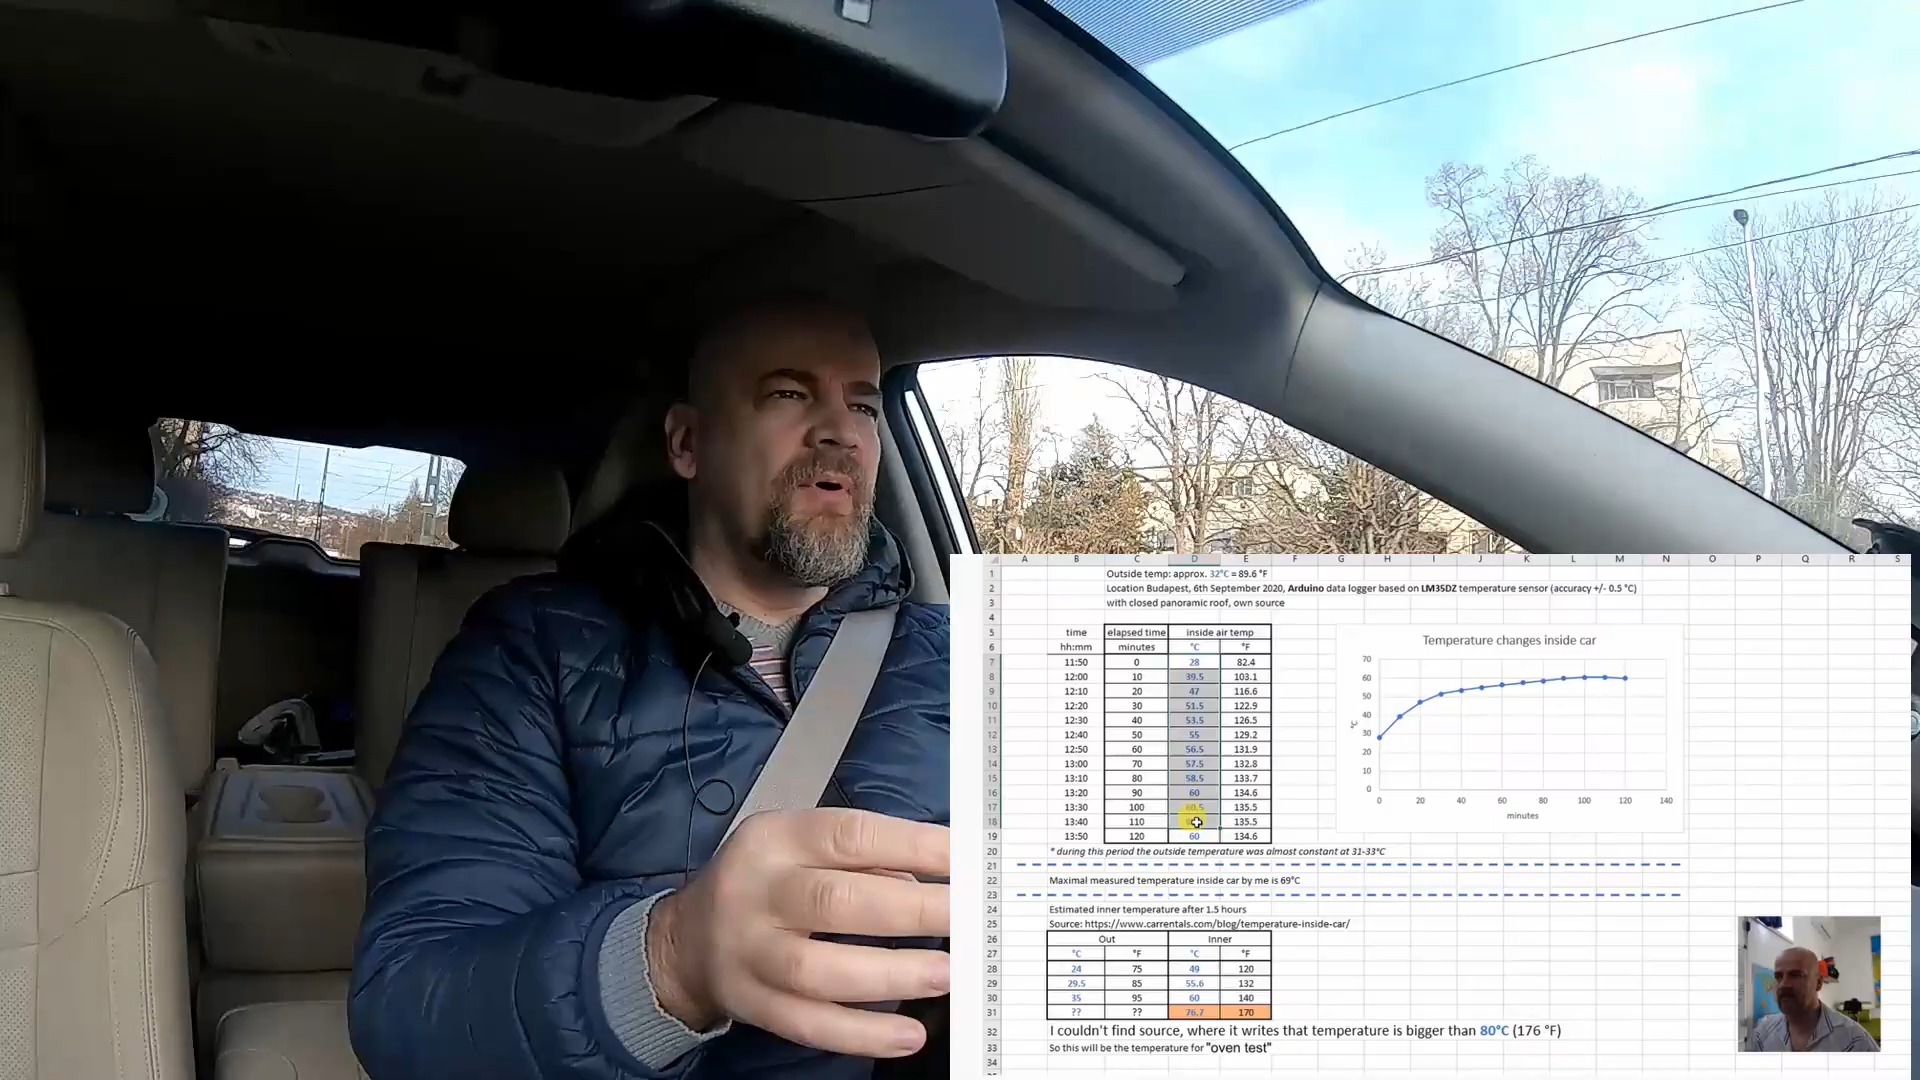 A B C D E F G H I J K L M N O P Q R S
1 Outside temp: approx. 32°C = 89.6 °F
2 Location Budapest, 6th September 2020, Arduino data logger based on LM35DZ temperature sensor (accuracy +/- 0.5 °C)
3 with closed panoramic roof, own source
4
5 time elapsed time inside air temp
6 hh:mm minutes °C °F
7 11:50 0 28 82.4
8 12:00 10 39.5 103.1
9 12:10 20 47 116.6
10 12:20 30 51.5 122.9
11 12:30 40 53.5 126.5
12 12:40 50 55 129.2
13 12:50 60 56.5 131.9
14 13:00 70 57.5 132.8
15 13:10 80 58.5 133.7
16 13:20 90 60 134.6
17 13:30 100 60.5 135.5
18 13:40 110 135.5
19 13:50 120 60 134.6
20 * during this period the outside temperature was almost constant at 31-33°C
21
22 Maximal measured temperature inside car by me is 69°C
23
24 Estimated inner temperature after 1.5 hours
25 Source: https://www.carrentals.com/blog/temperature-inside-car/
26 Out Inner
27 °C °F °C °F
28 24 75 49 120
29 29.5 85 55.6 132
30 35 95 60 140
31 ?? ?? 76.7 170
32 I couldn't find source, where it writes that temperature is bigger than 80°C (176 °F)
33 So this will be the temperature for "oven test"
34
Temperature changes inside car
70
60
50
40
30
20
10
0
°C
0 20 40 60 80 100 120 140
minutes